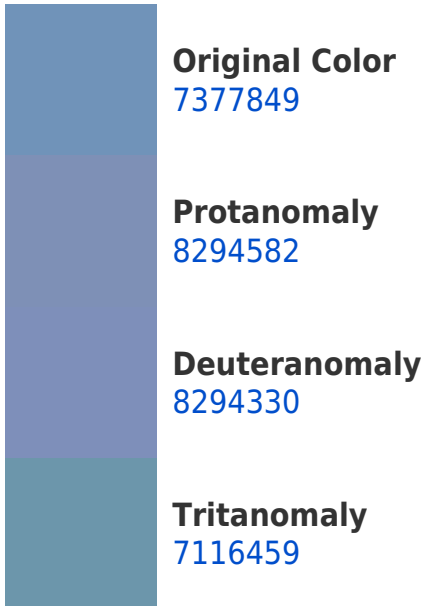 Original Color
7377849
Protanomaly
8294582
Deuteranomaly
8294330
Tritanomaly
7116459